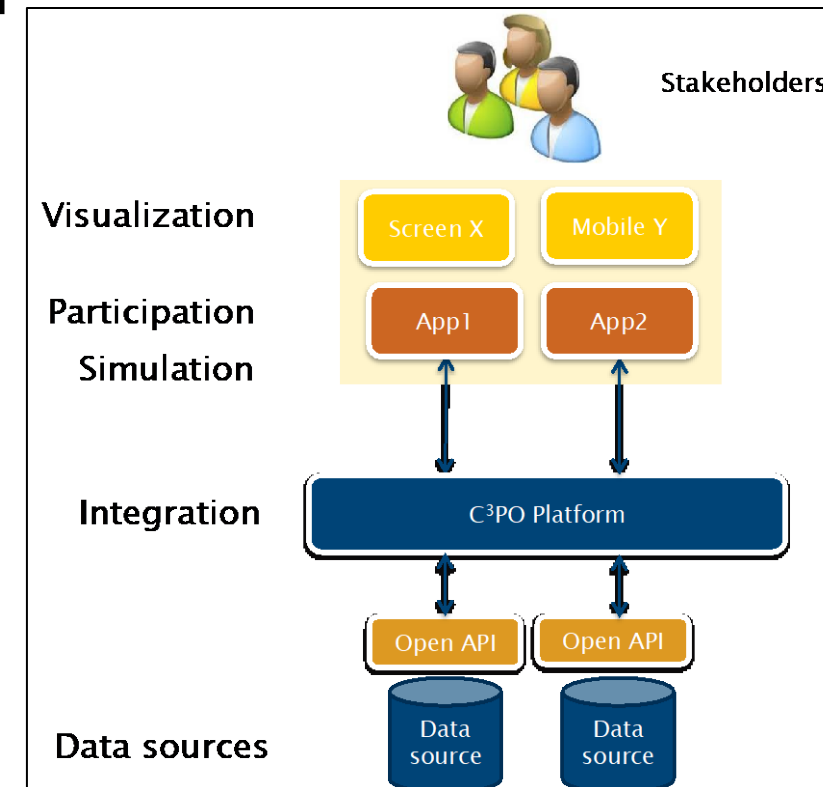 Stakeholders
Visualization
Screen X
Mobile Y
Participation
App1
App2
Simulation
Integration
C³PO Platform
Open API
Open API
Data sources
Data
source
Data
source